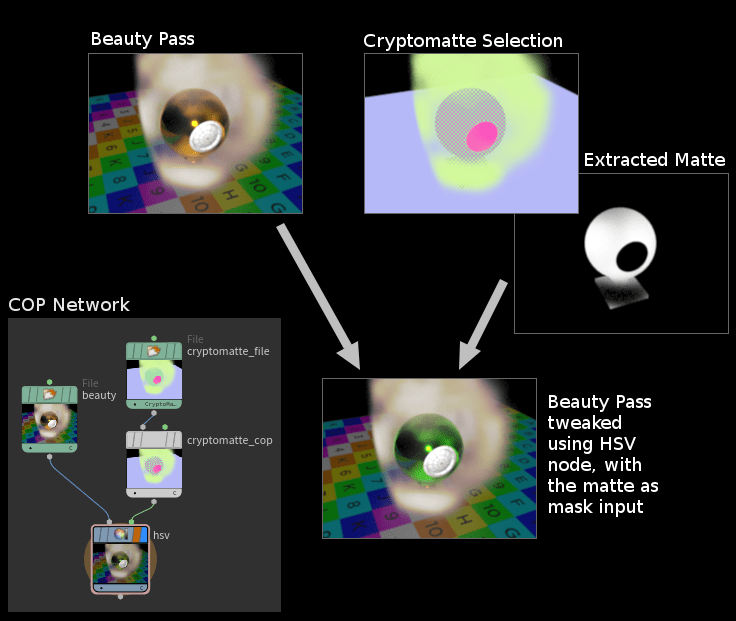 Beauty Pass
Cryptomatte Selection
Extracted Matte
COP Network
File
cryptomatte_file
File
beauty
CryptoMa...
C
cryptomatte_cop
C
hsv
C
Beauty Pass
tweaked
using HSV
node, with
the matte as
mask input